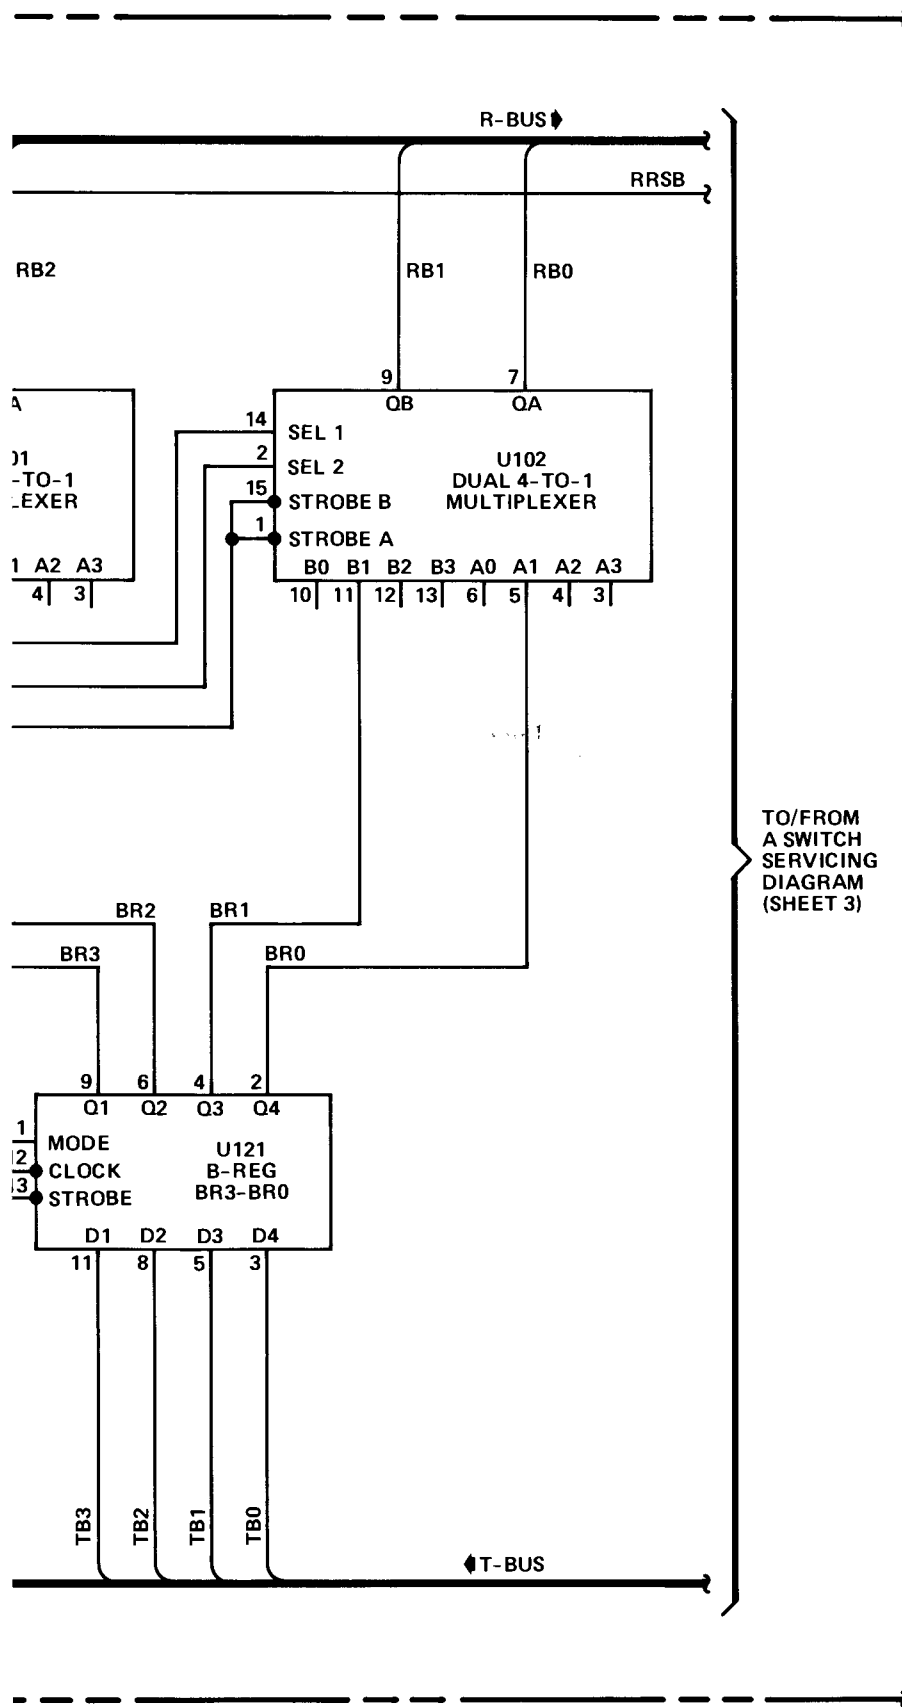 R-BUS
RRSB
RB2
RB1
RB0
9
7
QB
QA
14
SEL 1
2
SEL 2
15
STROBE B
1
STROBE A
U102
DUAL 4-TO-1
MULTIPLEXER
A
01
-TO-1
LEXER
1 A2 A3
4 3
B0 B1 B2 B3 A0 A1 A2 A3
10 11 12 13 6 5 4 3
TO/FROM
A SWITCH
SERVICING
DIAGRAM
(SHEET 3)
BR2
BR1
BR3
BR0
9 6 4 2
Q1 Q2 Q3 Q4
1
MODE
2
CLOCK
3
STROBE
U121
B-REG
BR3-BR0
D1 D2 D3 D4
11 8 5 3
TB3
TB2
TB1
TB0
T-BUS